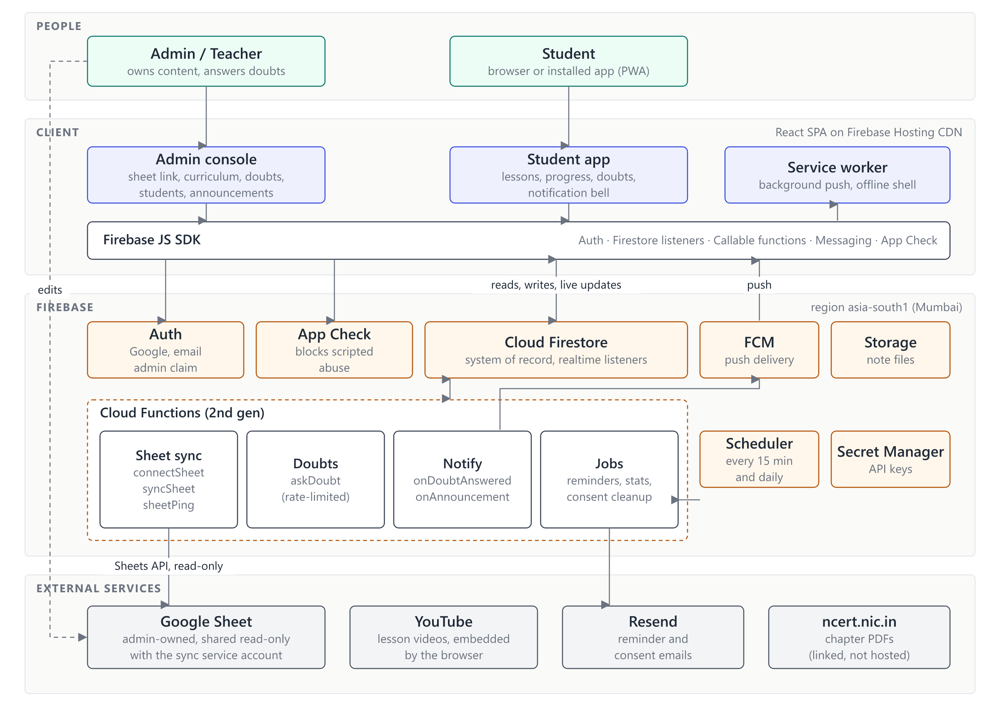 PEOPLE
Admin / Teacher
owns content, answers doubts
Student
browser or installed app (PWA)
CLIENT
React SPA on Firebase Hosting CDN
Admin console
sheet link, curriculum, doubts,
students, announcements
Student app
lessons, progress, doubts,
notification bell
Service worker
background push, offline shell
Firebase JS SDK
Auth · Firestore listeners · Callable functions · Messaging · App Check
edits
reads, writes, live updates
push
FIREBASE
region asia-south1 (Mumbai)
Auth
Google, email
admin claim
App Check
blocks scripted
abuse
Cloud Firestore
system of record, realtime listeners
FCM
push delivery
Storage
note files
Cloud Functions (2nd gen)
Sheet sync
connectSheet
syncSheet
sheetPing
Doubts
askDoubt
(rate-limited)
Notify
onDoubtAnswered
onAnnouncement
Jobs
reminders, stats,
consent cleanup
Scheduler
every 15 min
and daily
Secret Manager
API keys
Sheets API, read-only
EXTERNAL SERVICES
Google Sheet
admin-owned, shared read-only
with the sync service account
YouTube
lesson videos, embedded
by the browser
Resend
reminder and
consent emails
ncert.nic.in
chapter PDFs
(linked, not hosted)